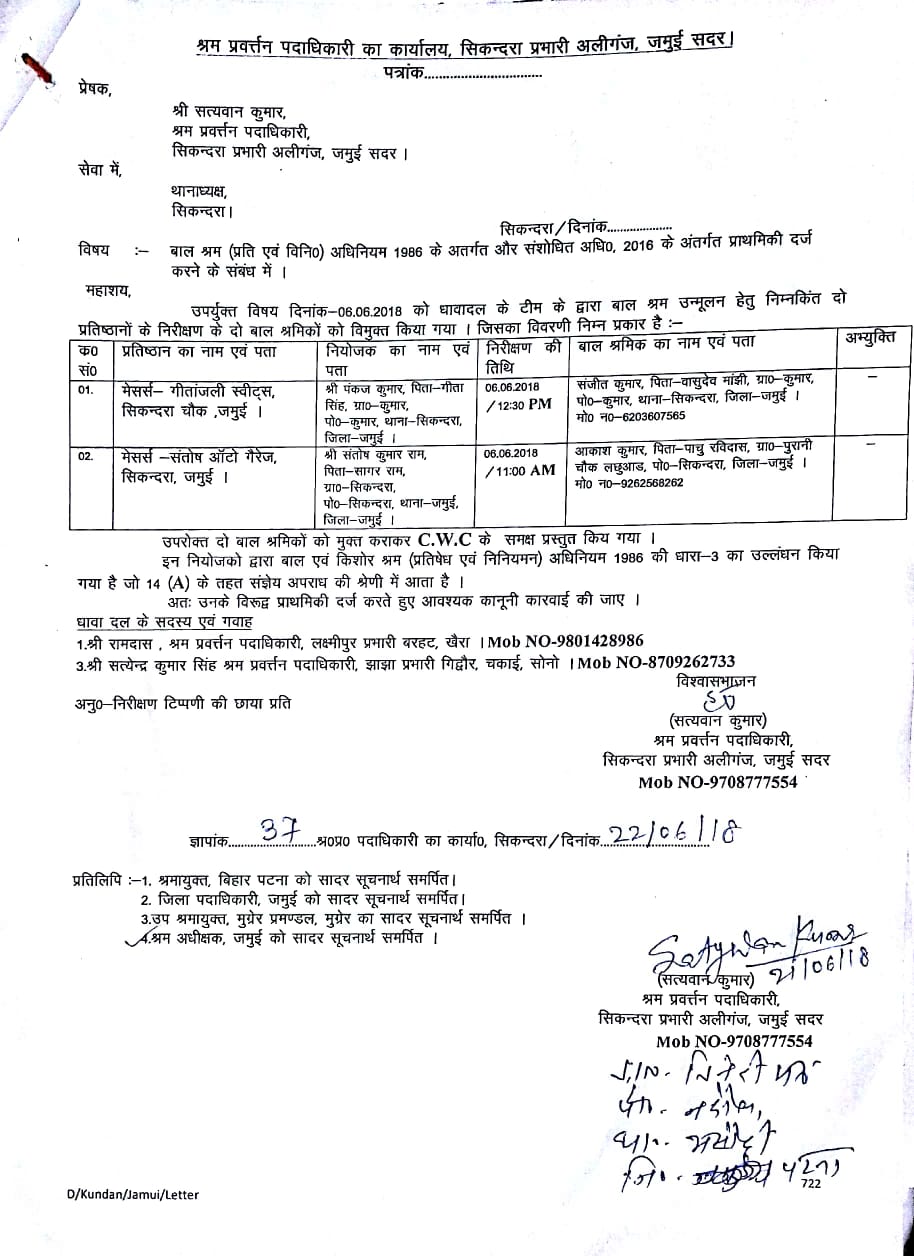 श्रम प्रवर्त्तन पदाधिकारी का कार्यालय, सिकन्दरा प्रभारी अलीगंज, जमुई सदर।
पत्रांक.................................
प्रेषक,
श्री सत्यवान कुमार,
श्रम प्रवर्त्तन पदाधिकारी,
सिकन्दरा प्रभारी अलीगंज, जमुई सदर ।
सेवा में,
थानाध्यक्ष,
सिकन्दरा।
सिकन्दरा/दिनांक....................
विषय :– बाल श्रम (प्रति एवं विनि0) अधिनियम 1986 के अतर्गत और संशोधित अधि0, 2016 के अंतर्गत प्राथमिकी दर्ज
करने के संबंध में ।
महाशय,
उपर्युक्त विषय दिनांक–06.06.2018 को धावादल के टीम के द्वारा बाल श्रम उन्मूलन हेतु निम्नकिंत दो
प्रतिष्ठानों के निरीक्षण के दो बाल श्रमिकों को विमुक्त किया गया । जिसका विवरणी निम्न प्रकार है :–
क0 सं0 | प्रतिष्ठान का नाम एवं पता | नियोजक का नाम एवं पता | निरीक्षण की तिथि | बाल श्रमिक का नाम एवं पता | अभ्युक्ति
01. | मेसर्स– गीतांजली स्वीट्स, सिकन्दरा चौक ,जमुई । | श्री पंकज कुमार, पिता–गीता सिंह, ग्रा0–कुमार, पो0–कुमार, थाना–सिकन्दरा, जिला–जमुई । | 06.06.2018 /12:30 PM | संजीत कुमार, पिता–वासुदेव मांझी, ग्रा0–कुमार, पो0–कुमार, थाना–सिकन्दरा, जिला–जमुई । मो0 न0–6203607565 | –
02. | मेसर्स –संतोष ऑटो गैरेज, सिकन्दरा, जमुई । | श्री संतोष कुमार राम, पिता–सागर राम, ग्रा0–सिकन्दरा, पो0–सिकन्दरा, थाना–जमुई, जिला–जमुई । | 06.06.2018 /11:00 AM | आकाश कुमार, पिता–पाचु रविदास, ग्रा0–पुरानी चौक लछुआड, पो0–सिकन्दरा, जिला–जमुई । मो0 न0–9262568262 | –
उपरोक्त दो बाल श्रमिकों को मुक्त कराकर C.W.C के समक्ष प्रस्तुत किय गया ।
इन नियोजको द्वारा बाल एवं किशोर श्रम (प्रतिषेध एवं निनियमन) अधिनियम 1986 की धारा–3 का उल्लंघन किया
गया है जो 14 (A) के तहत संज्ञेय अपराध की श्रेणी में आता है ।
अतः उनके विरूद्व प्राथमिकी दर्ज करते हुए आवश्यक कानूनी कारवाई की जाए ।
धावा दल के सदस्य एवं गवाह
1.श्री रामदास , श्रम प्रवर्त्तन पदाधिकारी, लक्ष्मीपुर प्रभारी बरहट, खैरा ।Mob NO-9801428986
3.श्री सत्येन्द्र कुमार सिंह श्रम प्रवर्त्तन पदाधिकारी, झाझा प्रभारी गिद्वौर, चकाई, सोनो ।Mob NO-8709262733
विश्वासभाजन
अनु0–निरीक्षण टिप्पणी की छाया प्रति
(सत्यवान कुमार)
श्रम प्रवर्त्तन पदाधिकारी,
सिकन्दरा प्रभारी अलीगंज, जमुई सदर
Mob NO-9708777554
ज्ञापांक.......37.......श्र0प्र0 पदाधिकारी का कार्या0, सिकन्दरा/दिनांक...22/06/18
प्रतिलिपि :–1. श्रमायुक्त, बिहार पटना को सादर सूचनार्थ समर्पित।
2. जिला पदाधिकारी, जमुई को सादर सूचनार्थ समर्पित।
3.उप श्रमायुक्त, मुग्रेर प्रमण्डल, मुग्रेर का सादर सूचनार्थ समर्पित ।
4.श्रम अधीक्षक, जमुई को सादर सूचनार्थ समर्पित ।
Satywan Kumar
21/06/18
(सत्यवान कुमार)
श्रम प्रवर्त्तन पदाधिकारी,
सिकन्दरा प्रभारी अलीगंज, जमुई सदर
Mob NO-9708777554
पटना
722
D/Kundan/Jamui/Letter